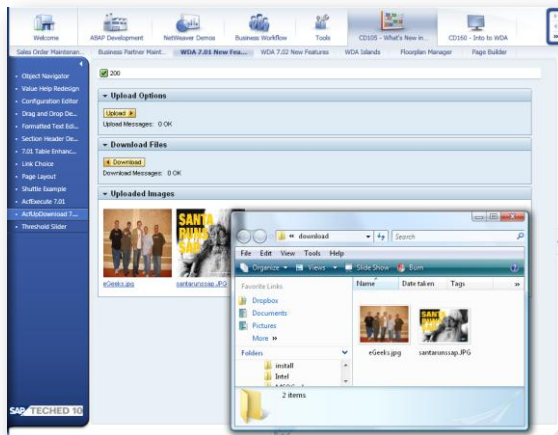 Welcome
ABAP Development
NetWeaver Demos
Business Workflow
Tools
CD105 - What's New in...
CD160 - Info to WDA
Sales Order Maintenan...
Business Partner Maint...
WDA 7.01 New Fea...
WDA 7.02 New Features
WDA Islands
Floorplan Manager
Page Builder
Object Navigator
Value Help Redesign
Configuration Editor
Drag and Drop De...
Formatted Text Edi...
Section Header De...
7.01 Table Enhanc...
Link Choice
Page Layout
Shuttle Example
AcfExecute 7.01
AcfUpDownload 7....
Threshold Slider
SAP TECHED 10
200
Upload Options
Upload
Upload Messages: 0 OK
Download Files
Download
Download Messages: 0 OK
Uploaded Images
SANTA
RUNS
SAP
eGeeks.jpg
santarunssap.JPG
download
Search
File Edit View Tools Help
Organize Views Slide Show Burn
Favorite Links
Dropbox
Documents
Pictures
More »
Folders
install
Intel
Name Date taken Tags »
eGeeks.jpg
santarunssap.JPG
2 items